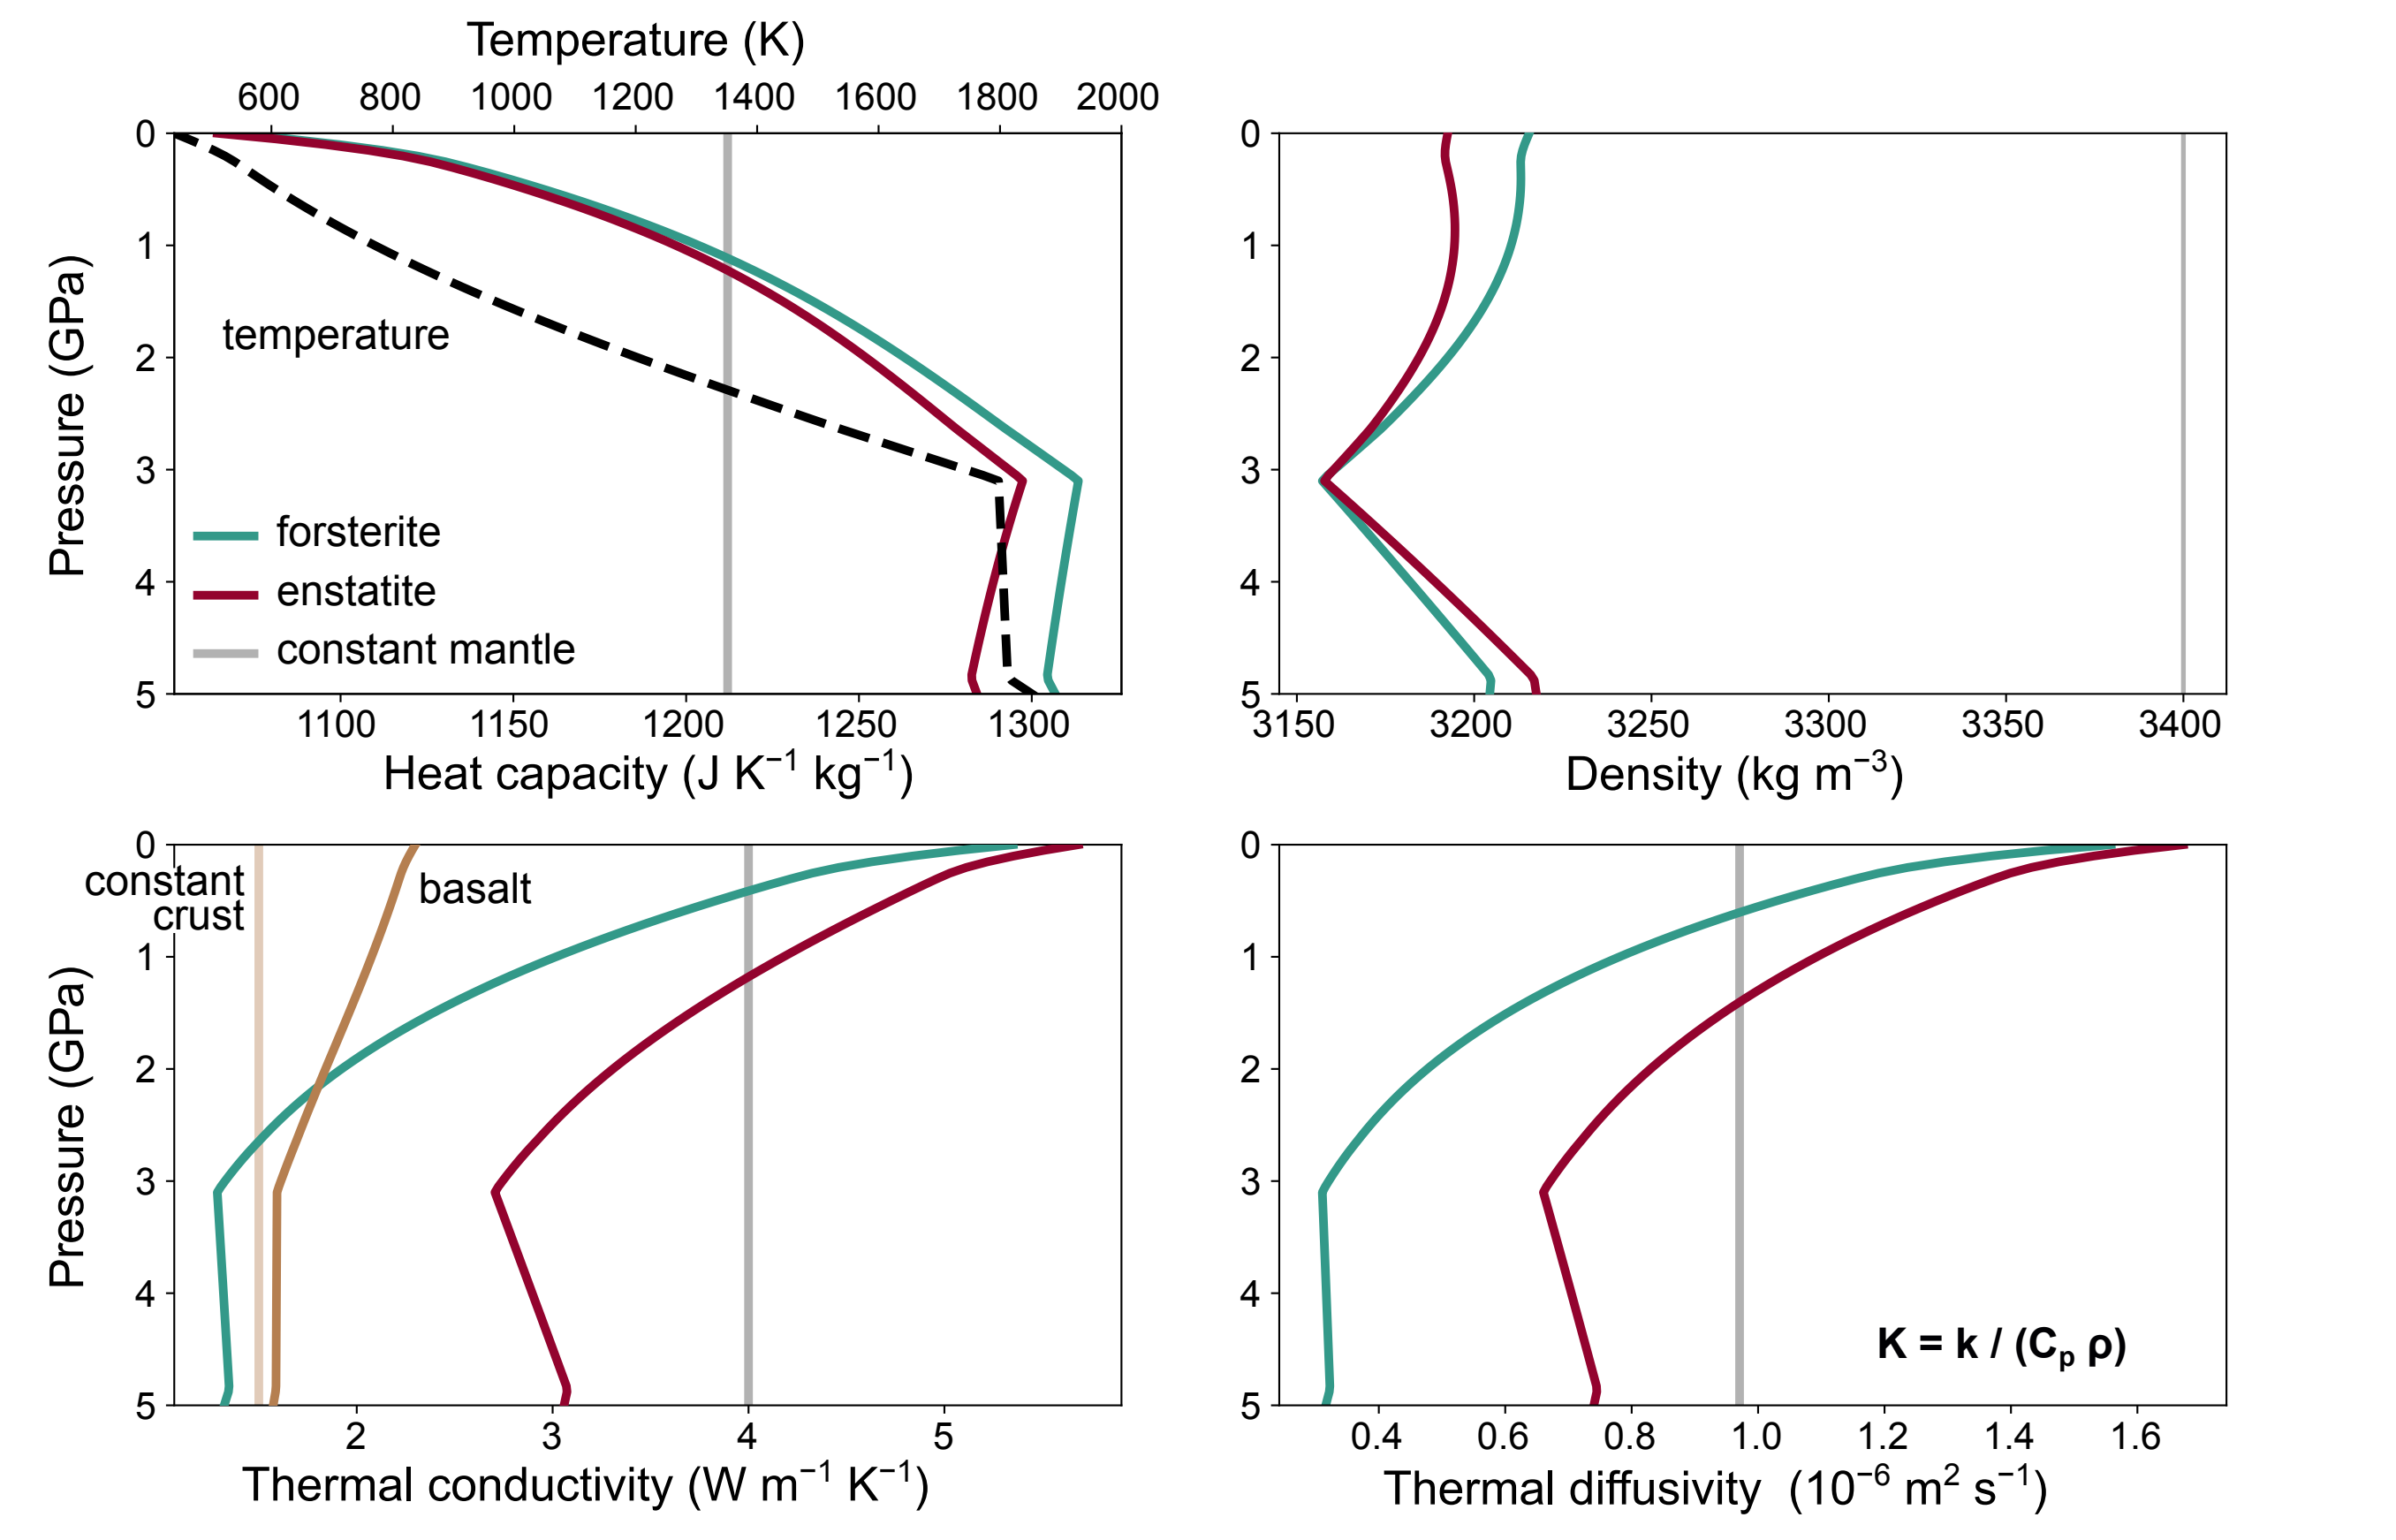 Temperature (K)
600 800 1000 1200 1400 1600 1800 2000
0
1
2
3
4
5
Pressure (GPa)
temperature
forsterite
enstatite
constant mantle
1100 1150 1200 1250 1300
Heat capacity (J K⁻¹ kg⁻¹)
0
1
2
3
4
5
3150 3200 3250 3300 3350 3400
Density (kg m⁻³)
0
1
2
3
4
5
Pressure (GPa)
constant
crust
basalt
2 3 4 5
Thermal conductivity (W m⁻¹ K⁻¹)
0
1
2
3
4
5
K = k / (Cₚ ρ)
0.4 0.6 0.8 1.0 1.2 1.4 1.6
Thermal diffusivity (10⁻⁶ m² s⁻¹)